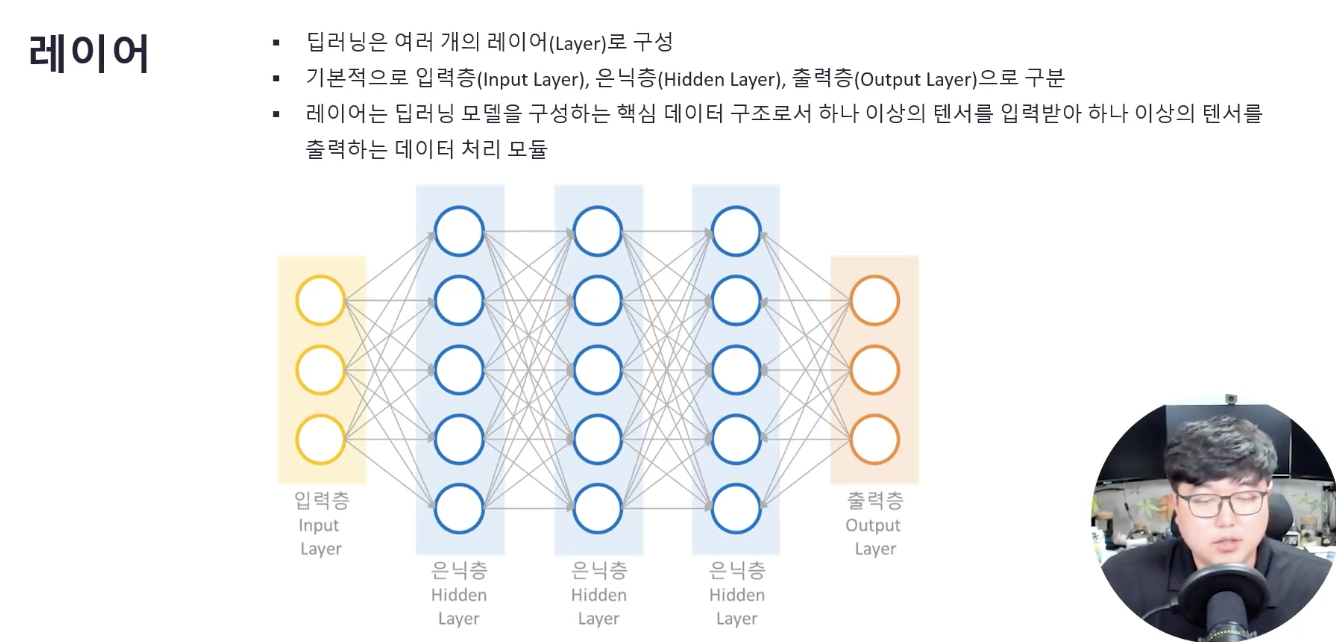 레이어
딥러닝은 여러 개의 레이어(Layer)로 구성
기본적으로 입력층(Input Layer), 은닉층(Hidden Layer), 출력층(Output Layer)으로 구분
레이어는 딥러닝 모델을 구성하는 핵심 데이터 구조로서 하나 이상의 텐서를 입력받아 하나 이상의 텐서를
출력하는 데이터 처리 모듈
입력층
Input
Layer
은닉층
Hidden
Layer
은닉층
Hidden
Layer
은닉층
Hidden
Layer
출력층
Output
Layer